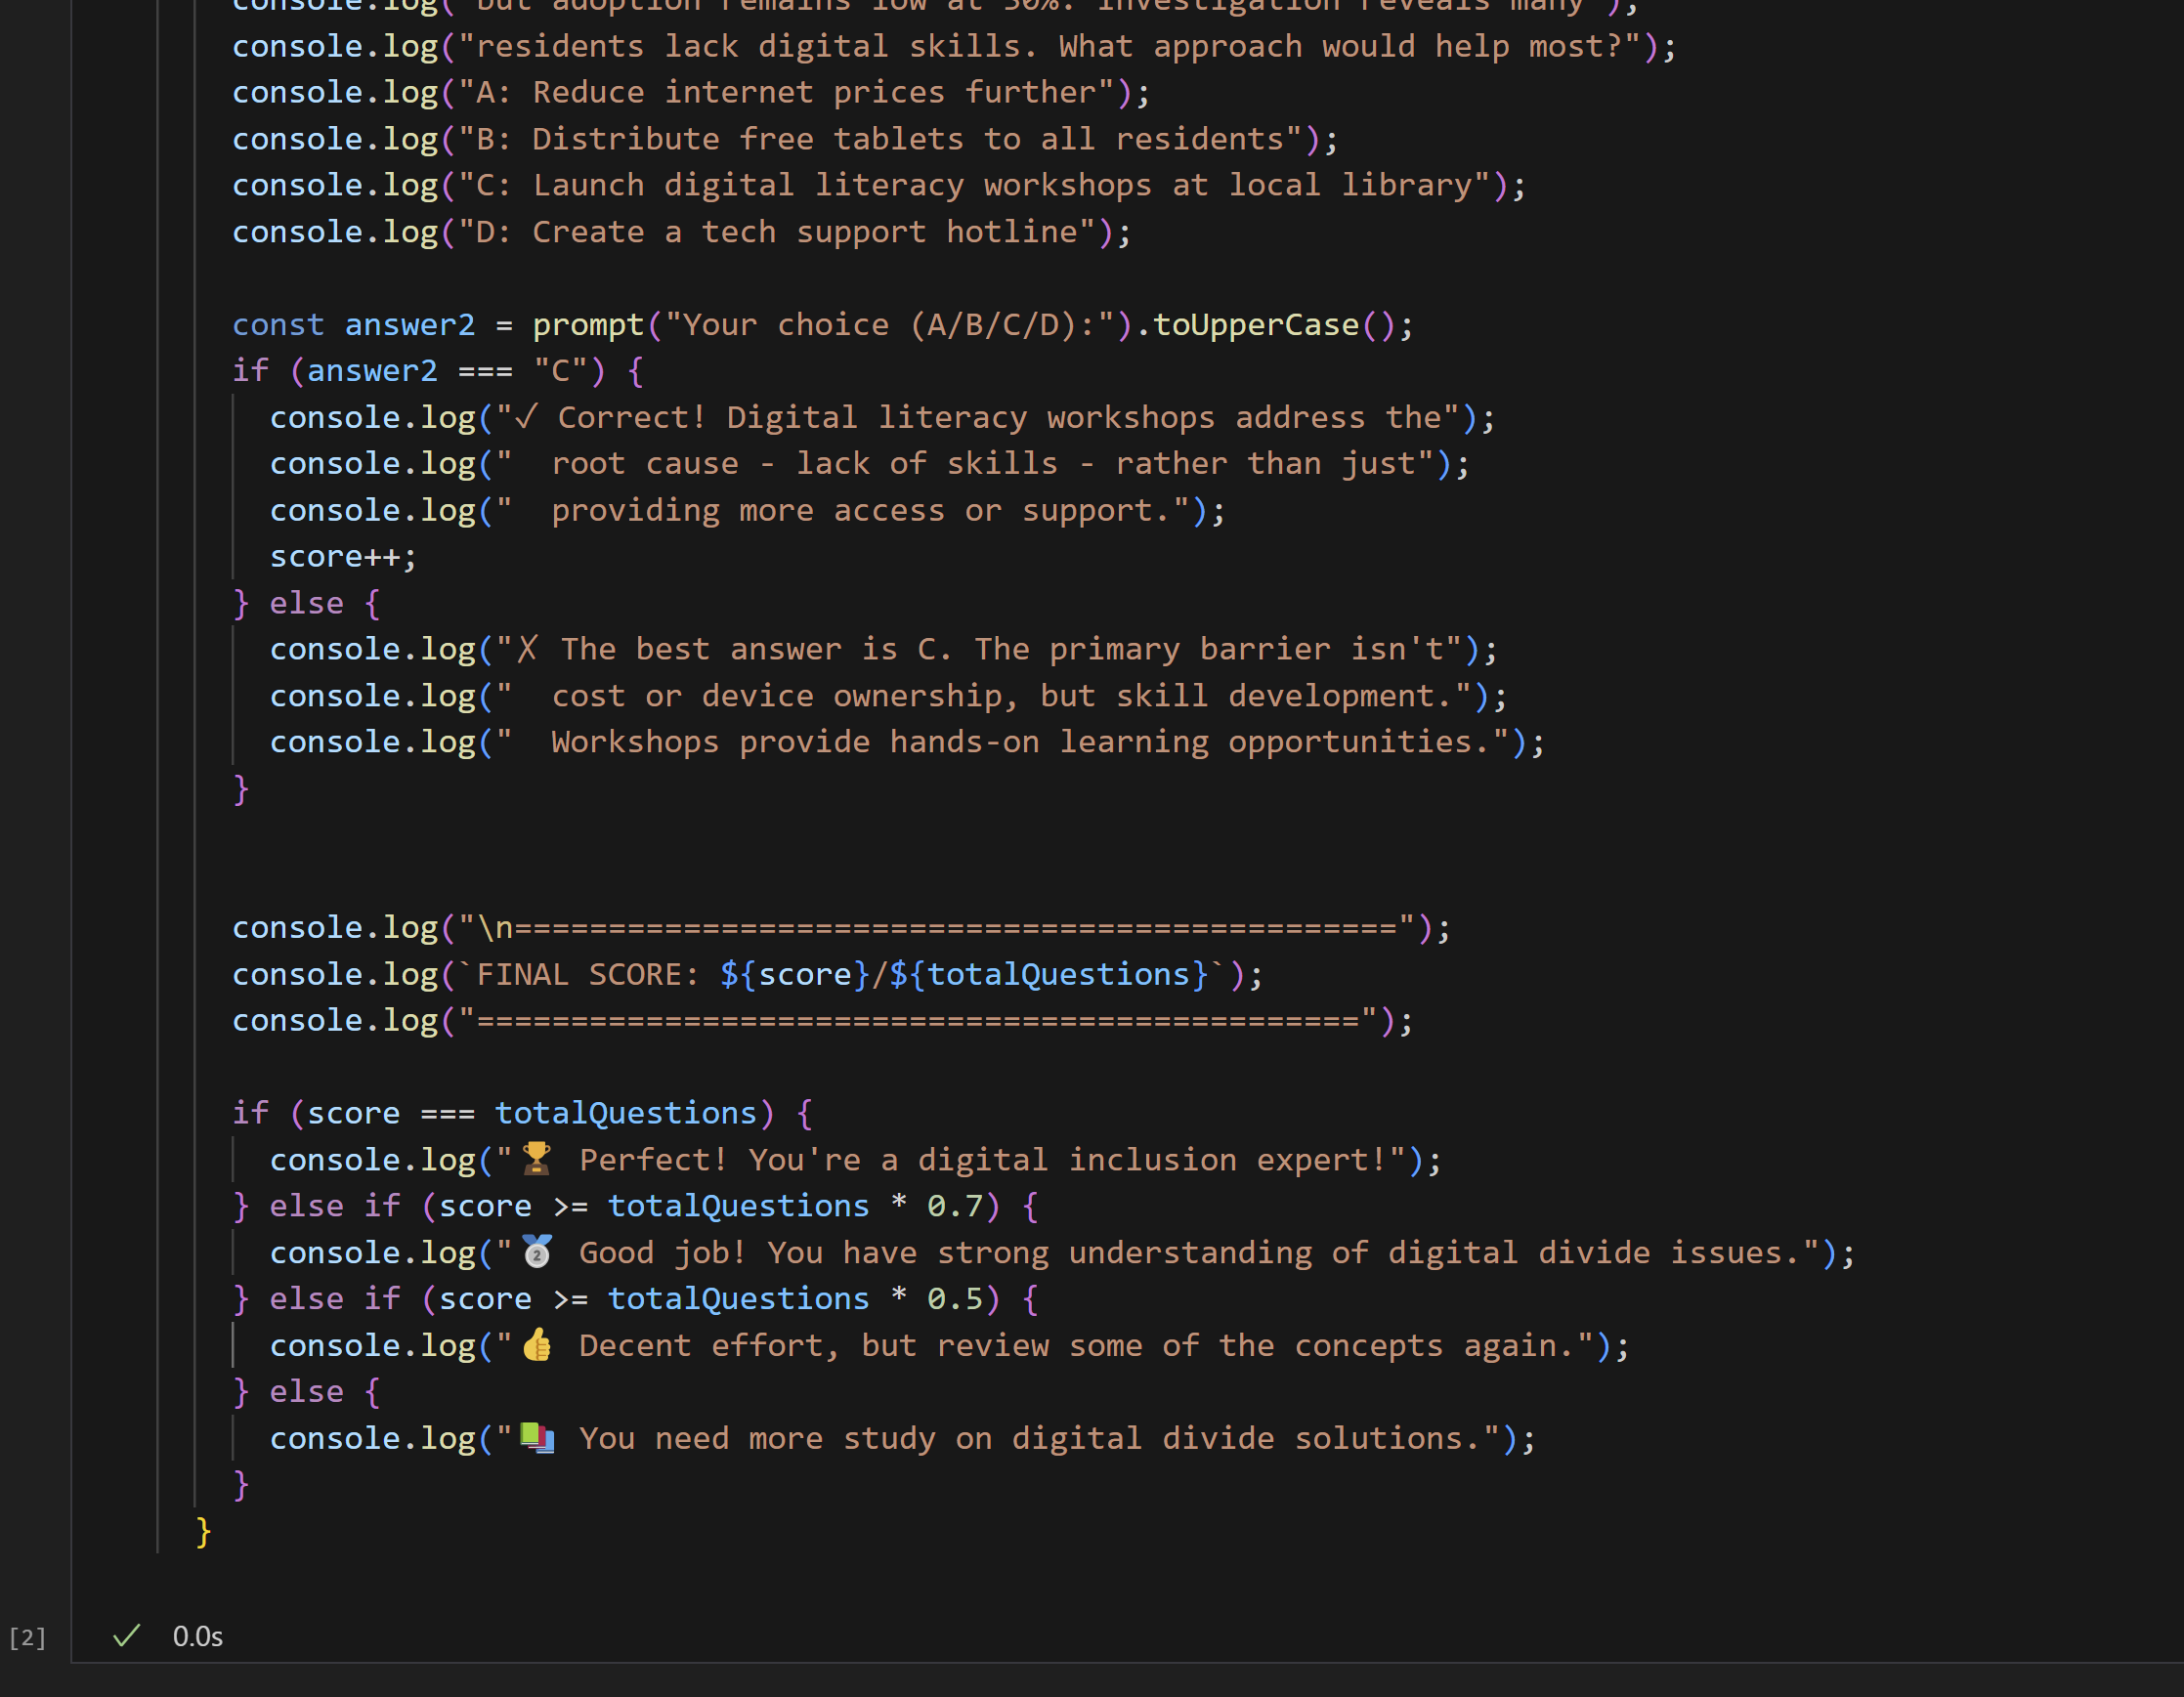 console.log("but adoption remains low at 30%. Investigation reveals many");
console.log("residents lack digital skills. What approach would help most?");
console.log("A: Reduce internet prices further");
console.log("B: Distribute free tablets to all residents");
console.log("C: Launch digital literacy workshops at local library");
console.log("D: Create a tech support hotline");
const answer2 = prompt("Your choice (A/B/C/D):").toUpperCase();
if (answer2 === "C") {
console.log("✓ Correct! Digital literacy workshops address the");
console.log("  root cause - lack of skills - rather than just");
console.log("  providing more access or support.");
score++;
} else {
console.log("✗ The best answer is C. The primary barrier isn't");
console.log("  cost or device ownership, but skill development.");
console.log("  Workshops provide hands-on learning opportunities.");
}
console.log("\n===============================================");
console.log(`FINAL SCORE: ${score}/${totalQuestions}`);
console.log("===============================================");
if (score === totalQuestions) {
console.log("🏆 Perfect! You're a digital inclusion expert!");
} else if (score >= totalQuestions * 0.7) {
console.log("🥈 Good job! You have strong understanding of digital divide issues.");
} else if (score >= totalQuestions * 0.5) {
console.log("👍 Decent effort, but review some of the concepts again.");
} else {
console.log("📚 You need more study on digital divide solutions.");
}
}
[2] ✓ 0.0s